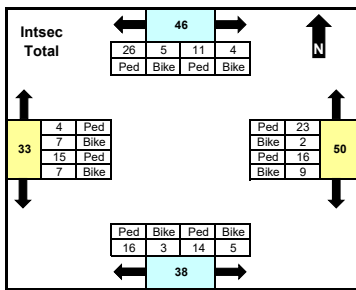 Intsec
Total
46
26 5 11 4
Ped Bike Ped Bike
N
33
4 Ped
7 Bike
15 Ped
7 Bike
Ped 23
Bike 2
Ped 16
Bike 9
50
Ped Bike Ped Bike
16 3 14 5
38